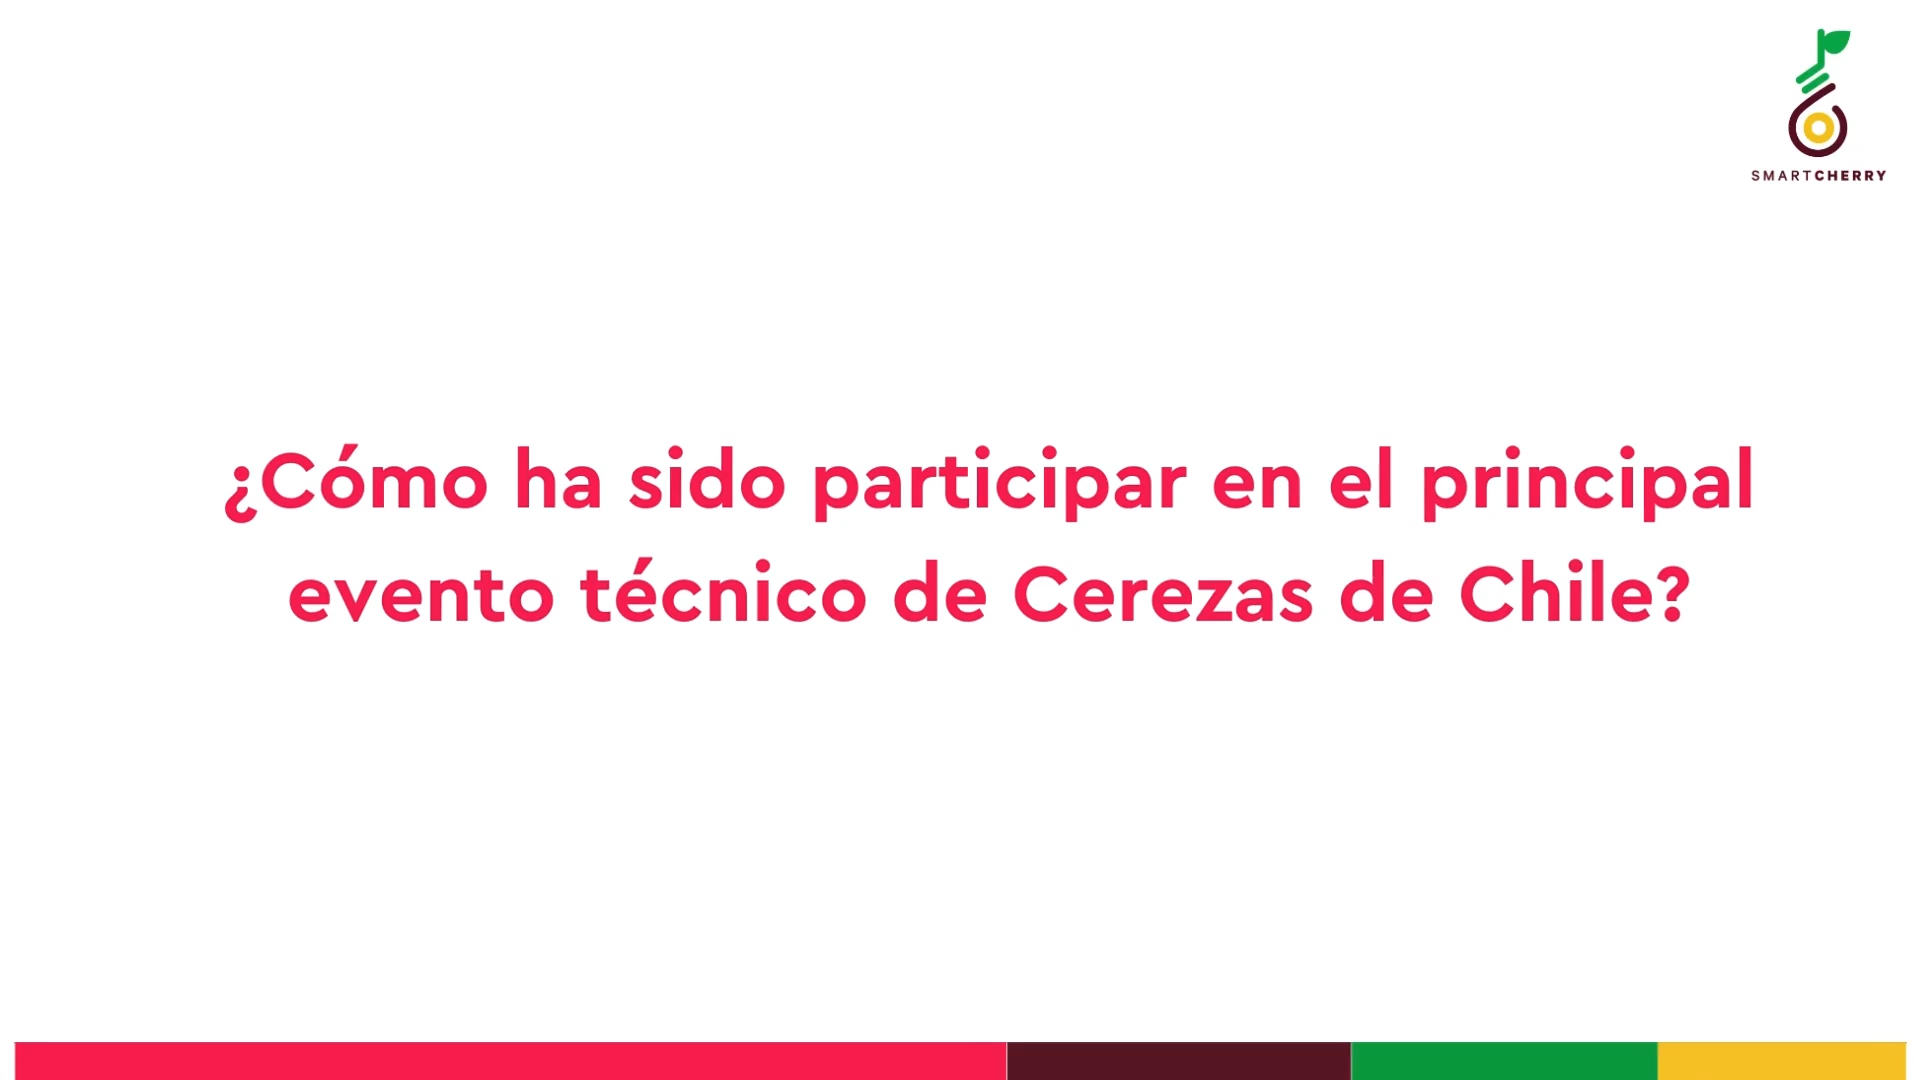 SMARTCHERRY
¿Cómo ha sido participar en el principal
evento técnico de Cerezas de Chile?